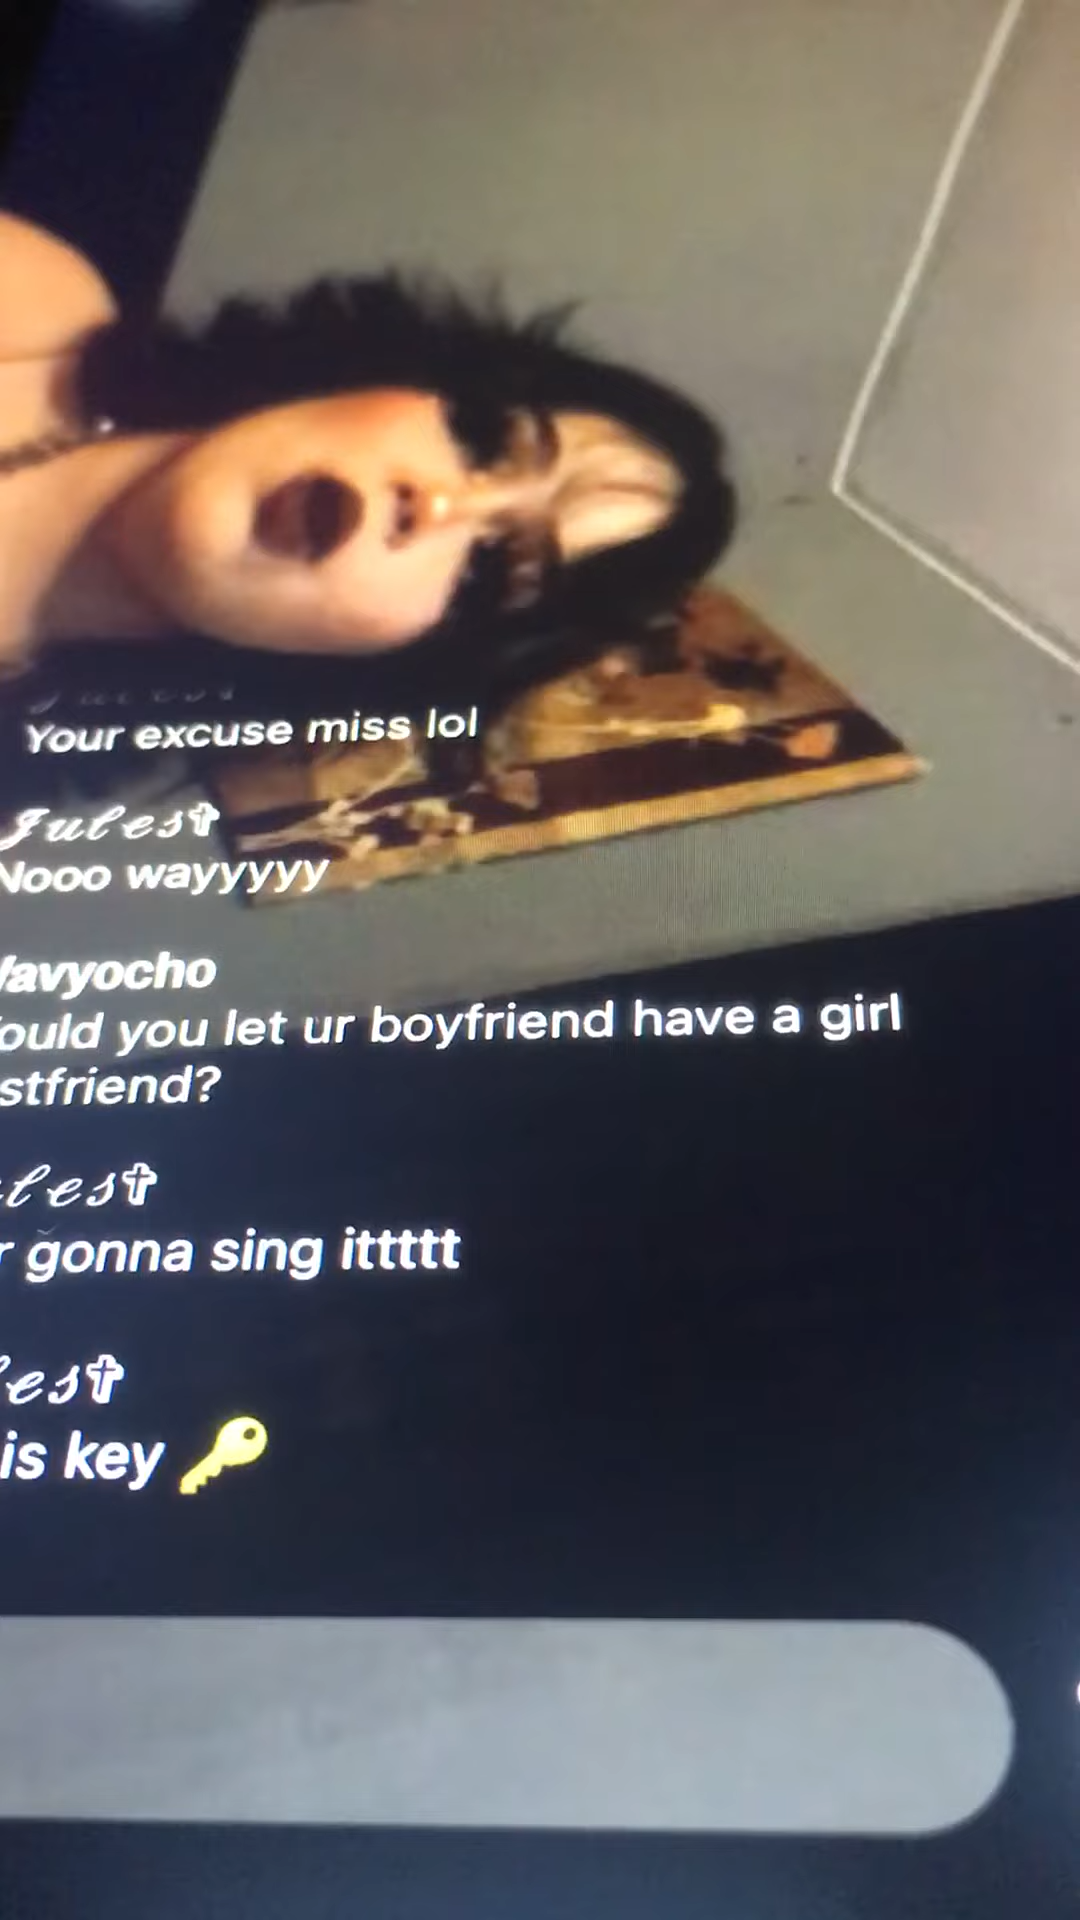 Your excuse miss lol
Jules✞
Nooo wayyyyy
avyocho
ould you let ur boyfriend have a girl
stfriend?
les✞
r gonna sing ittttt
es✞
is key 🔑